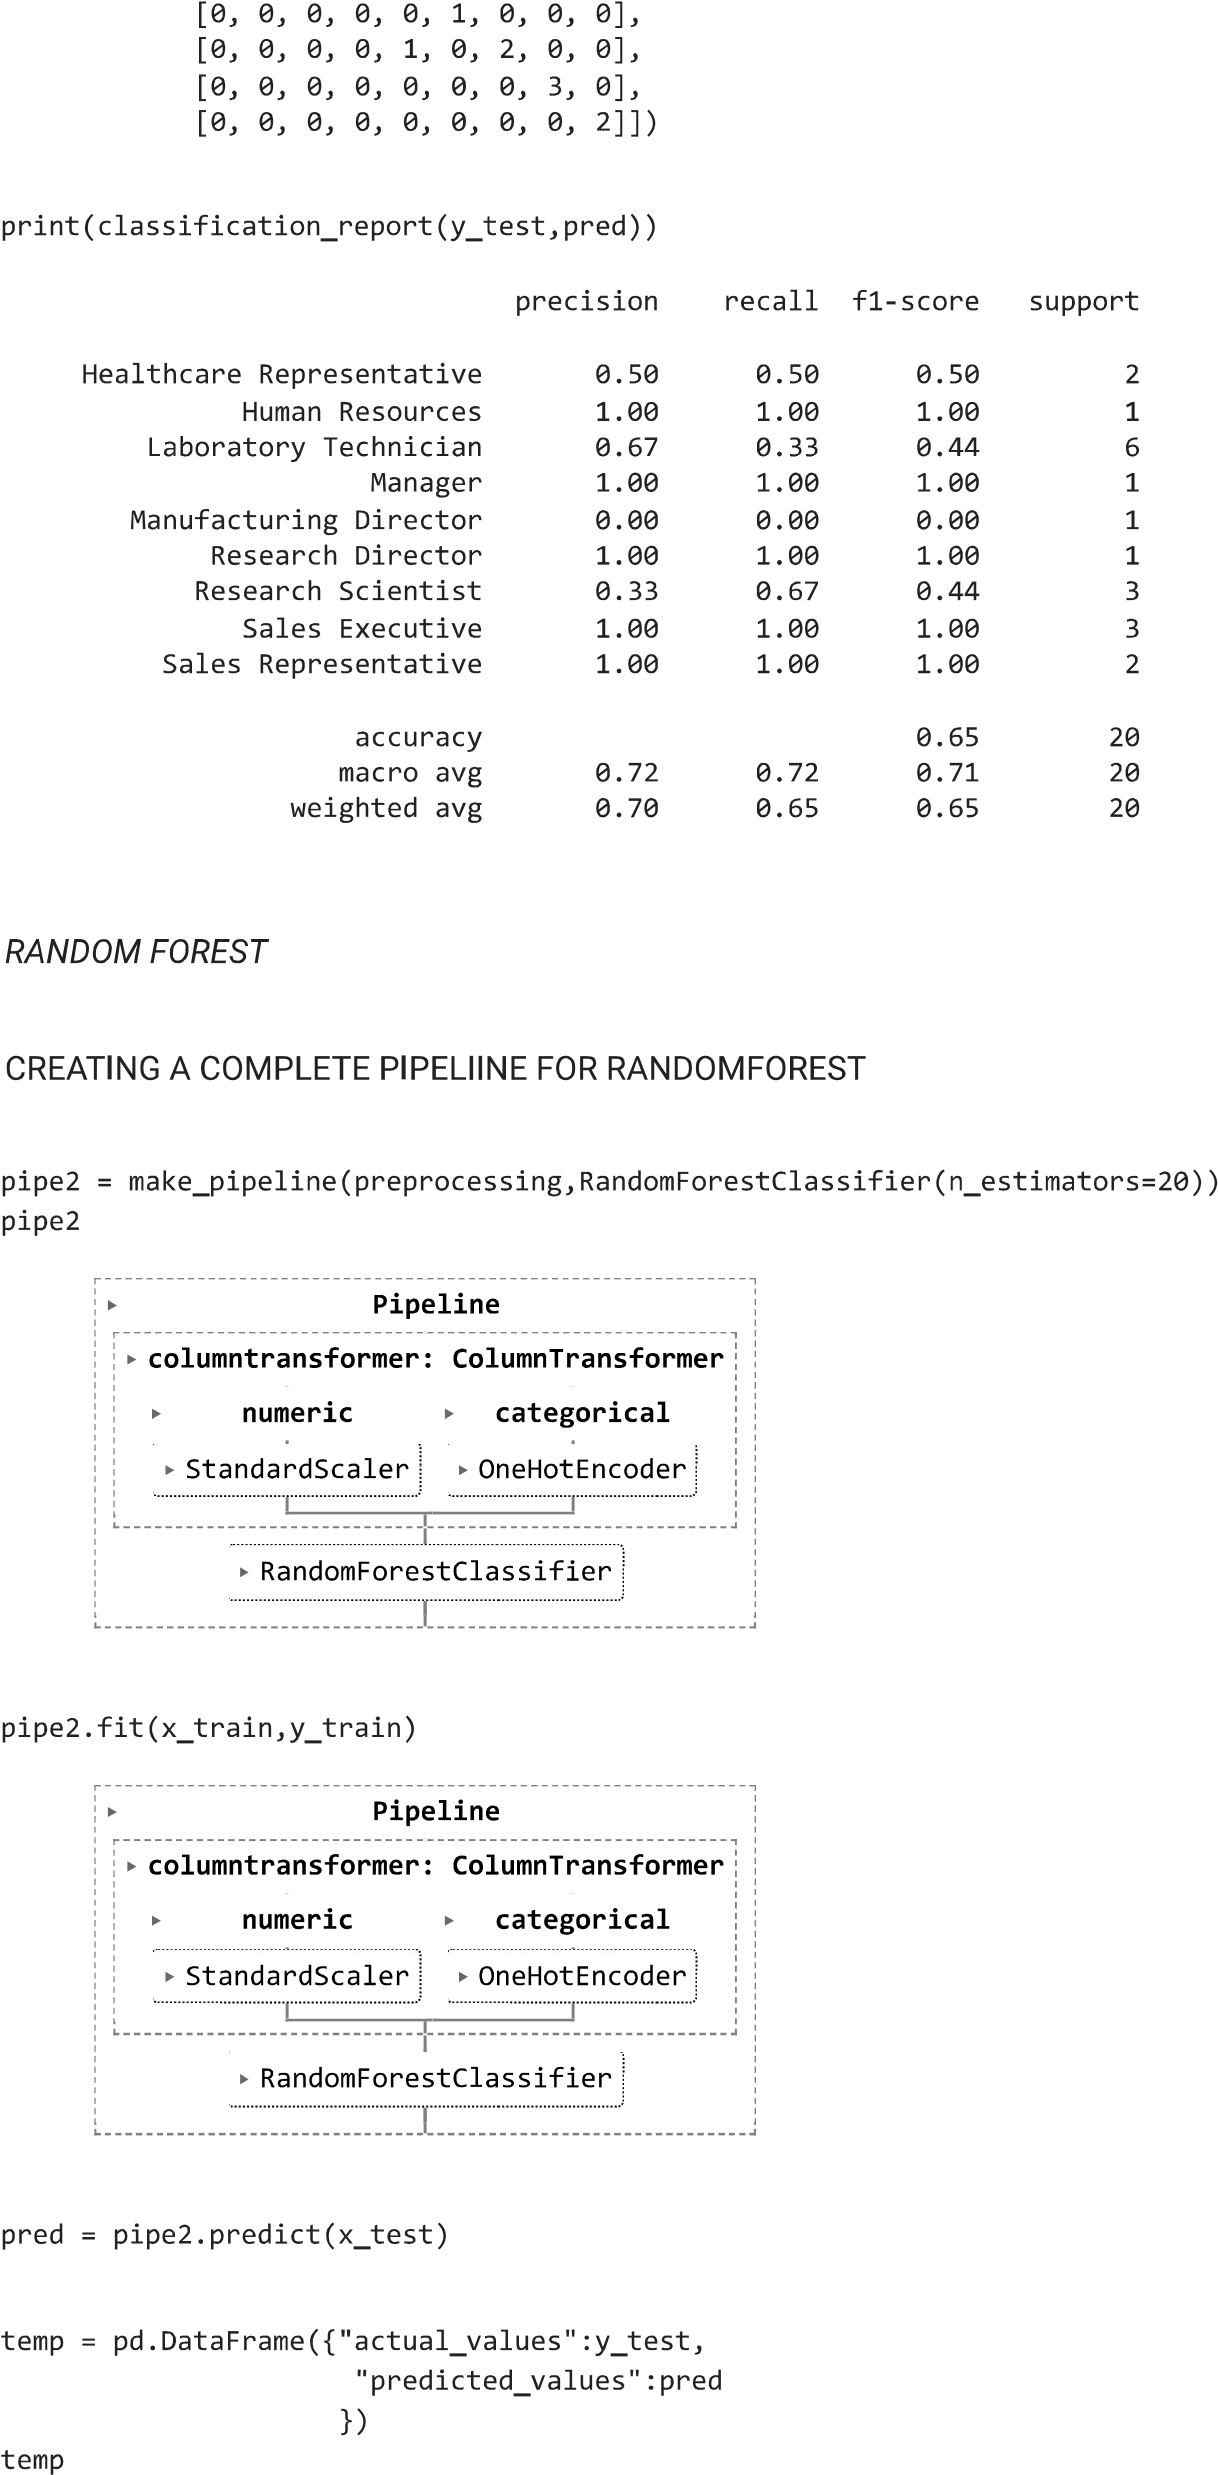 [0, 0, 0, 0, 0, 1, 0, 0, 0],
[0, 0, 0, 0, 1, 0, 2, 0, 0],
[0, 0, 0, 0, 0, 0, 0, 3, 0],
[0, 0, 0, 0, 0, 0, 0, 0, 2]])
print(classification_report(y_test,pred))
precision recall f1-score support
Healthcare Representative 0.50 0.50 0.50 2
Human Resources 1.00 1.00 1.00 1
Laboratory Technician 0.67 0.33 0.44 6
Manager 1.00 1.00 1.00 1
Manufacturing Director 0.00 0.00 0.00 1
Research Director 1.00 1.00 1.00 1
Research Scientist 0.33 0.67 0.44 3
Sales Executive 1.00 1.00 1.00 3
Sales Representative 1.00 1.00 1.00 2
accuracy 0.65 20
macro avg 0.72 0.72 0.71 20
weighted avg 0.70 0.65 0.65 20
RANDOM FOREST
CREATING A COMPLETE PIPELIINE FOR RANDOMFOREST
pipe2 = make_pipeline(preprocessing,RandomForestClassifier(n_estimators=20))
pipe2
Pipeline
columntransformer: ColumnTransformer
numeric categorical
StandardScaler OneHotEncoder
RandomForestClassifier
pipe2.fit(x_train,y_train)
Pipeline
columntransformer: ColumnTransformer
numeric categorical
StandardScaler OneHotEncoder
RandomForestClassifier
pred = pipe2.predict(x_test)
temp = pd.DataFrame({"actual_values":y_test,
"predicted_values":pred
})
temp